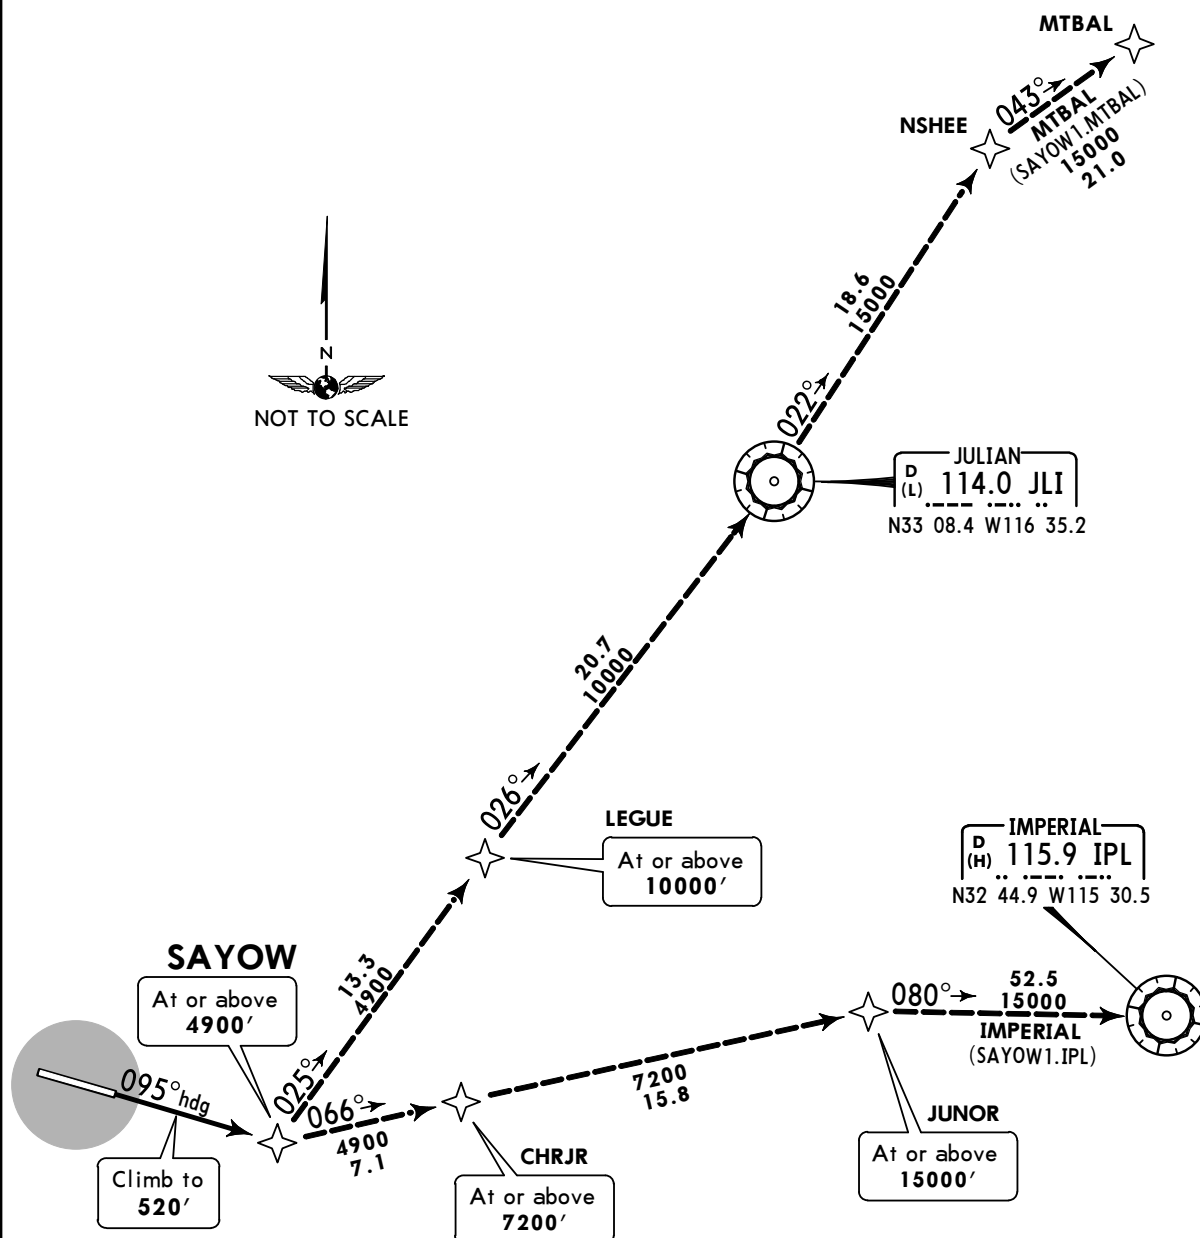 MTBAL
043°
MTBAL
(SAYOW1.MTBAL)
15000
21.0
NSHEE
N
NOT TO SCALE
18.6
15000
022°
JULIAN
D
(L)
114.0 JLI
N33 08.4 W116 35.2
20.7
10000
026°
LEGUE
At or above
10000′
IMPERIAL
D
(H)
115.9 IPL
N32 44.9 W115 30.5
SAYOW
At or above
4900′
13.3
4900
025°
095°hdg
Climb to
520′
066°
4900
7.1
CHRJR
At or above
7200′
7200
15.8
080°
52.5
15000
IMPERIAL
(SAYOW1.IPL)
JUNOR
At or above
15000′